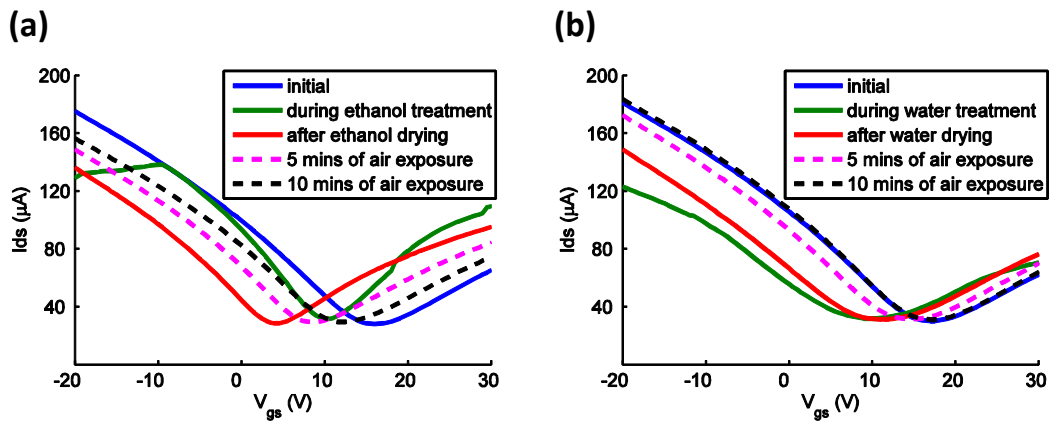 (a)
(b)
200
160
120
80
40
-20
-10
0
10
20
30
Ids (μA)
V_gs (V)
initial
during ethanol treatment
after ethanol drying
5 mins of air exposure
10 mins of air exposure
200
160
120
80
40
-20
-10
0
10
20
30
Ids (μA)
V_gs (V)
initial
during water treatment
after water drying
5 mins of air exposure
10 mins of air exposure